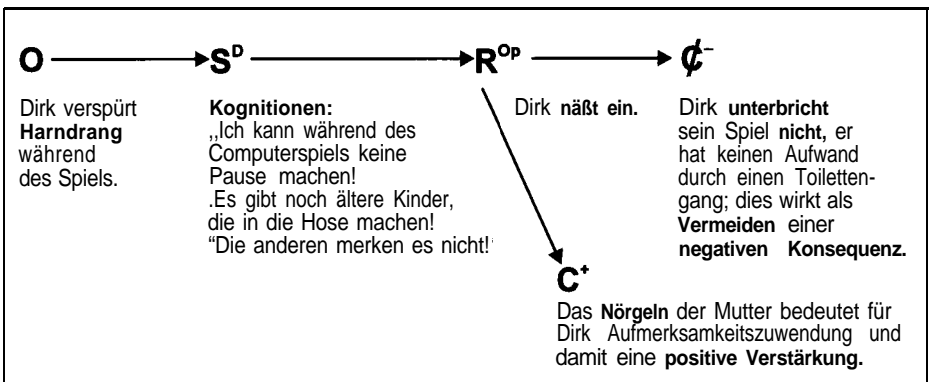 O S^D R^Op ₵^-
Dirk verspürt
Harndrang
während
des Spiels.
Kognitionen:
,,Ich kann während des
Computerspiels keine
Pause machen!
.Es gibt noch ältere Kinder,
die in die Hose machen!
“Die anderen merken es nicht!‘
Dirk näßt ein.
Dirk unterbricht
sein Spiel nicht, er
hat keinen Aufwand
durch einen Toiletten-
gang; dies wirkt als
Vermeiden einer
negativen Konsequenz.
C^+
Das Nörgeln der Mutter bedeutet für
Dirk Aufmerksamkeitszuwendung und
damit eine positive Verstärkung.